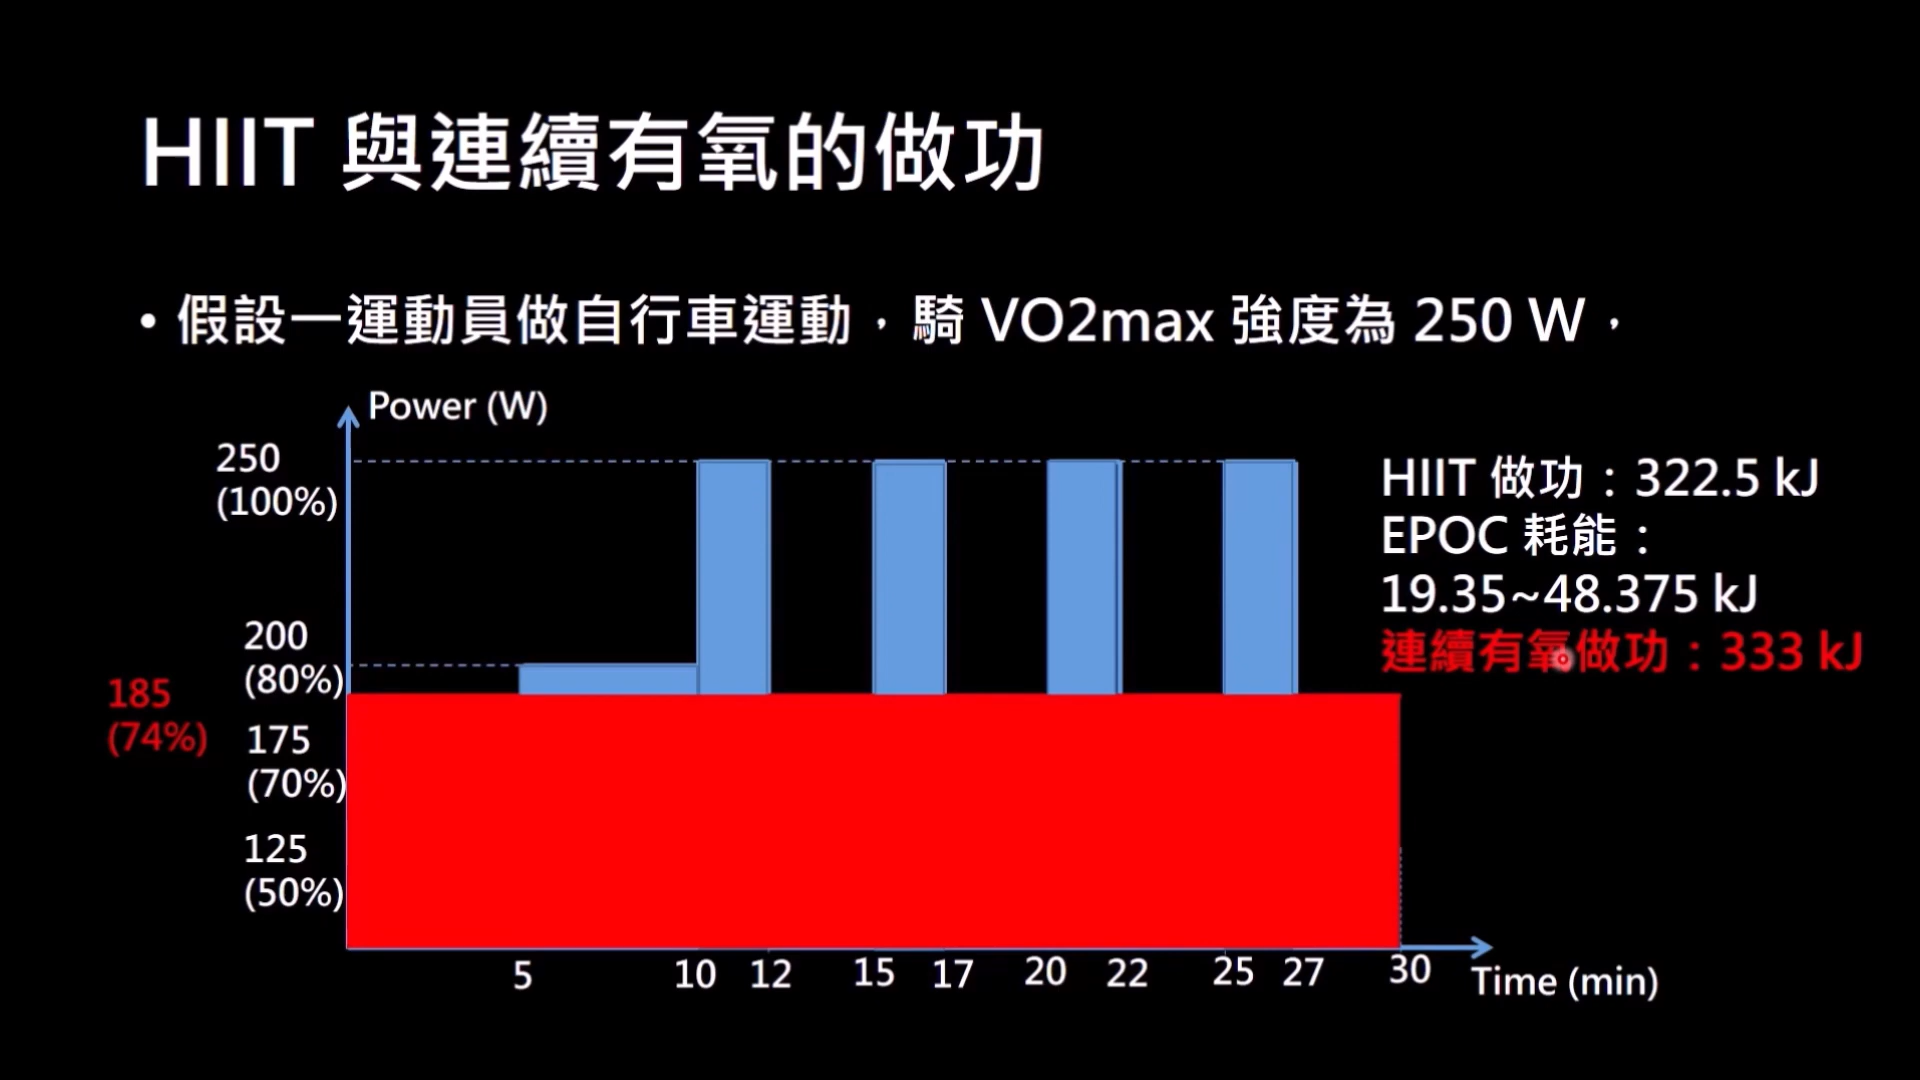 HIIT 與連續有氧的做功
• 假設一運動員做自行車運動，騎 VO2max 強度為 250 W，
Power (W)
250
(100%)
HIIT 做功：322.5 kJ
EPOC 耗能：
19.35~48.375 kJ
連續有氧做功：333 kJ
200
(80%)
185
(74%)
175
(70%)
125
(50%)
5 10 12 15 17 20 22 25 27 30
Time (min)